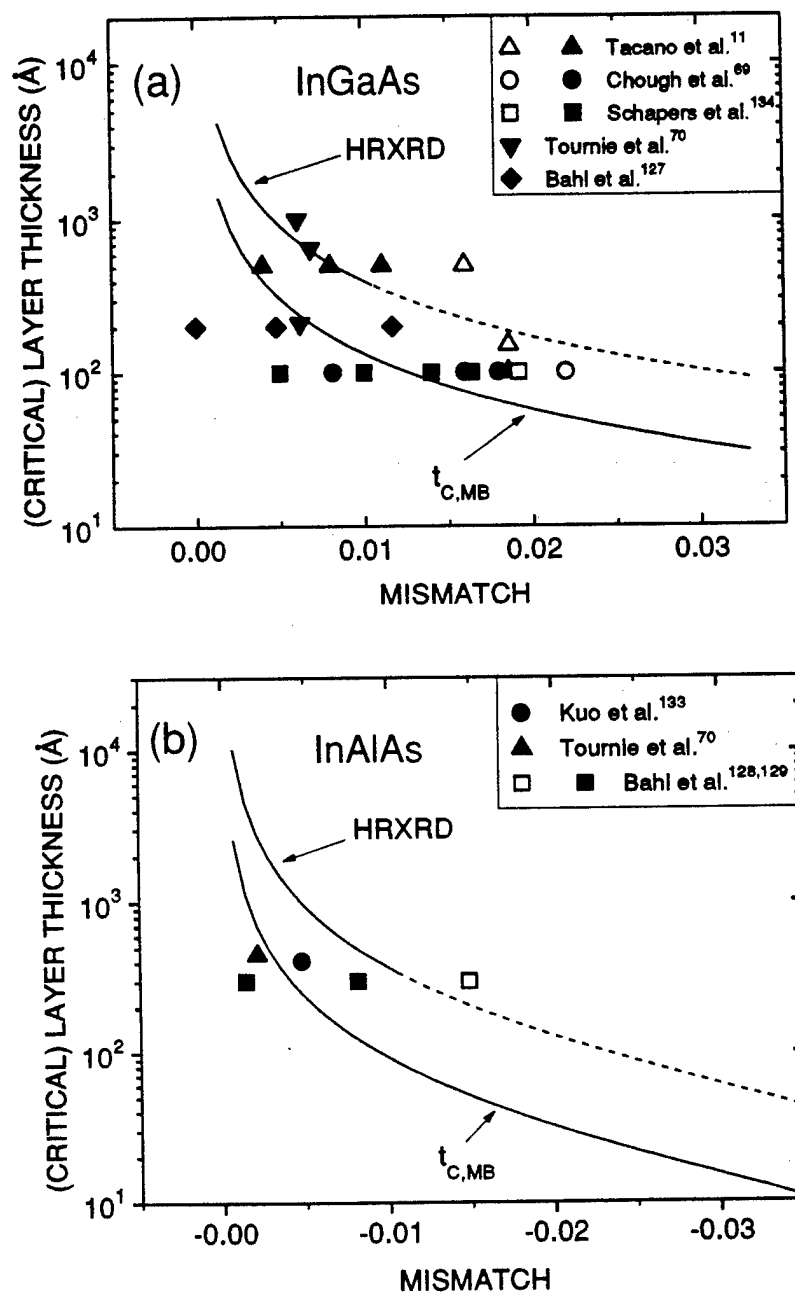 (a) InGaAs
Tacano et al.11
Chough et al.69
Schapers et al.134
Tournie et al.70
Bahl et al.127
HRXRD
tC,MB
(CRITICAL) LAYER THICKNESS (Å)
104
103
102
101
0.00 0.01 0.02 0.03
MISMATCH
(b) InAlAs
Kuo et al.133
Tournie et al.70
Bahl et al.128,129
HRXRD
tC,MB
(CRITICAL) LAYER THICKNESS (Å)
104
103
102
101
-0.00 -0.01 -0.02 -0.03
MISMATCH